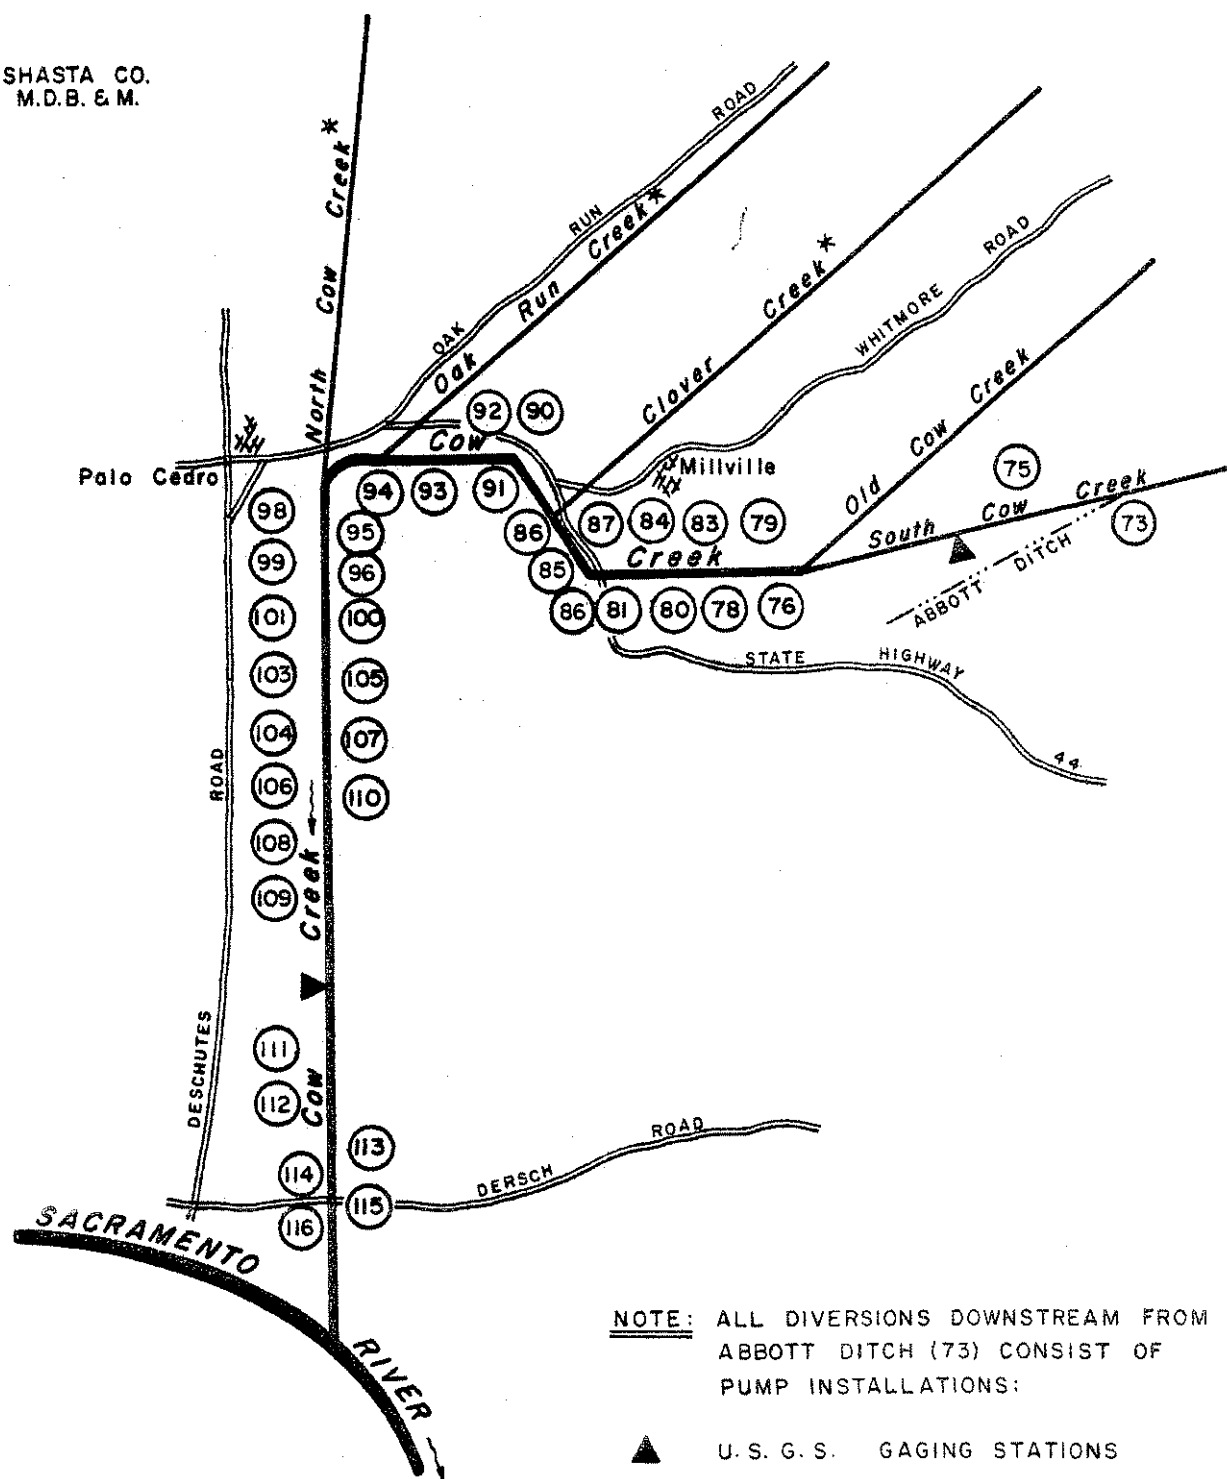 SHASTA CO.
M.D.B. & M.
North Cow Creek*
OAK RUN ROAD
Oak Run Creek*
Clover Creek*
WHITMORE ROAD
Old Cow Creek
South Cow Creek
ABBOTT DITCH
Palo Cedro
Millville
Cow
Creek
92 90
75
73
94 93 91
87 84 83 79
98
95
86
99
96
85
101
100
86 81 80 78 76
103
105
104
107
106
110
108
109
STATE HIGHWAY 44
DESCHUTES ROAD
Cow Creek
111
112
113
114
115
116
DERSCH ROAD
SACRAMENTO RIVER
NOTE: ALL DIVERSIONS DOWNSTREAM FROM
ABBOTT DITCH (73) CONSIST OF
PUMP INSTALLATIONS:
U.S.G.S. GAGING STATIONS